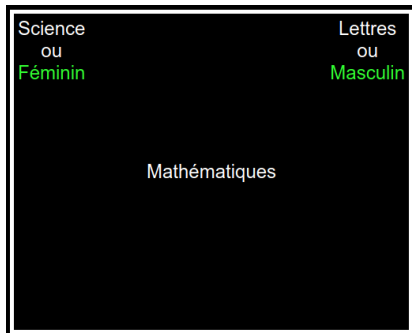 Science
ou
Féminin
Lettres
ou
Masculin
Mathématiques